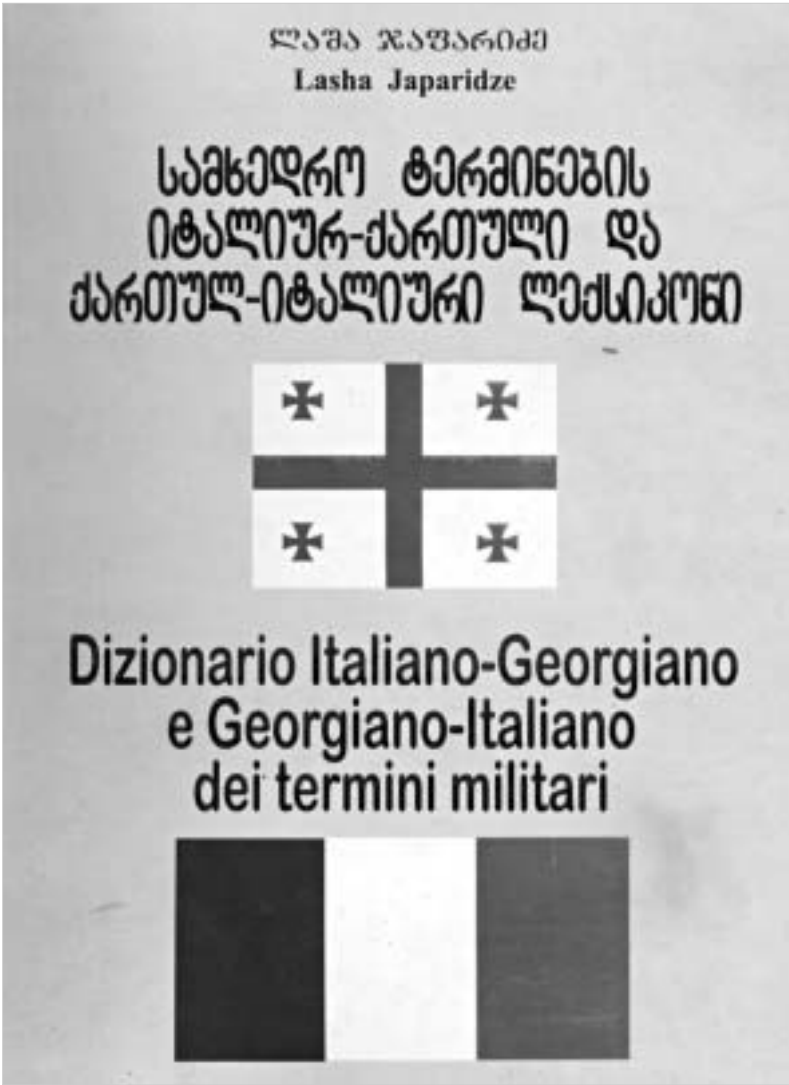 ლაშა ჯაფარიძე
Lasha Japaridze
სამხედრო ტერმინების
იტალიურ-ქართული და
ქართულ-იტალიური ლექსიკონი
Dizionario Italiano-Georgiano
e Georgiano-Italiano
dei termini militari